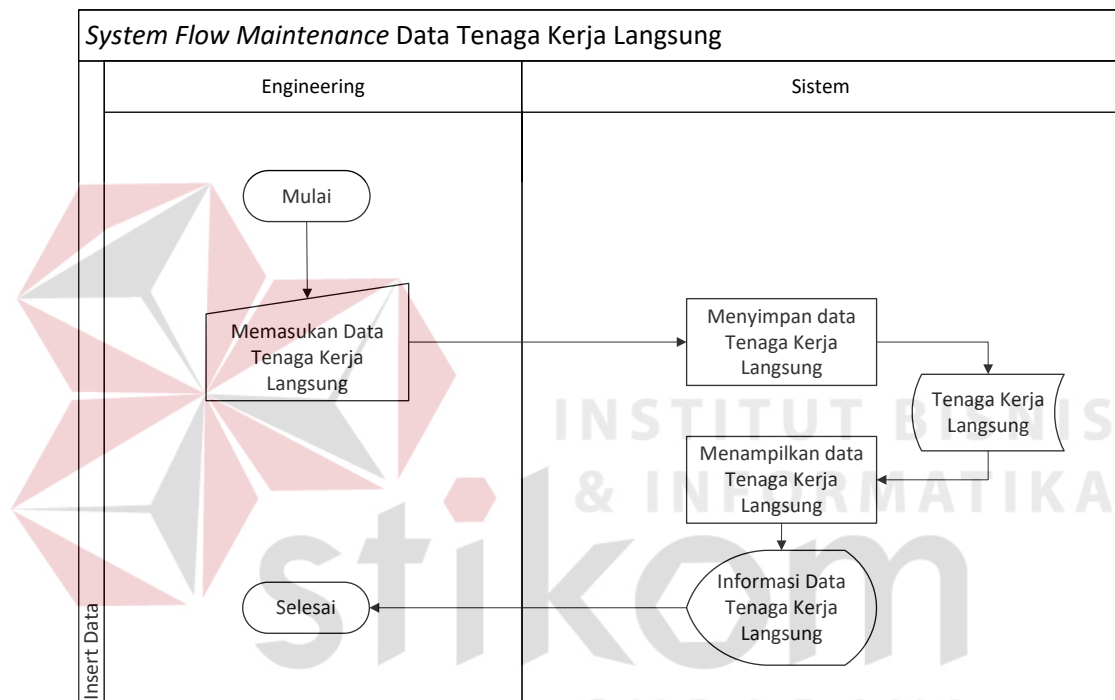 System Flow Maintenance Data Tenaga Kerja Langsung
Engineering
Sistem
Mulai
Memasukan Data
Tenaga Kerja
Langsung
Menyimpan data
Tenaga Kerja
Langsung
Tenaga Kerja
Langsung
Menampilkan data
Tenaga Kerja
Langsung
Informasi Data
Tenaga Kerja
Langsung
Selesai
Insert Data
INSTITUT BISNIS
& INFORMATIKA
stikom